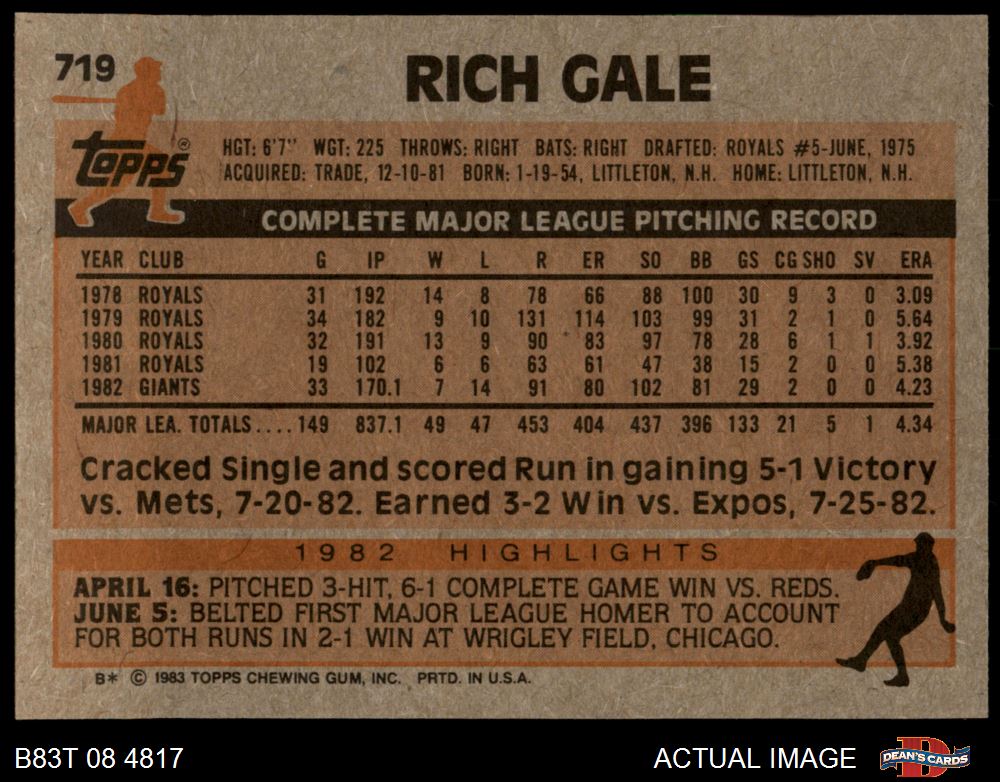 719
RICH GALE
TOPPS®
HGT: 6'7" WGT: 225 THROWS: RIGHT BATS: RIGHT DRAFTED: ROYALS #5-JUNE, 1975
ACQUIRED: TRADE, 12-10-81 BORN: 1-19-54, LITTLETON, N.H. HOME: LITTLETON, N.H.
COMPLETE MAJOR LEAGUE PITCHING RECORD
YEAR CLUB G IP W L R ER SO BB GS CG SHO SV ERA
1978 ROYALS 31 192 14 8 78 66 88 100 30 9 3 0 3.09
1979 ROYALS 34 182 9 10 131 114 103 99 31 2 1 0 5.64
1980 ROYALS 32 191 13 9 90 83 97 78 28 6 1 1 3.92
1981 ROYALS 19 102 6 6 63 61 47 38 15 2 0 0 5.38
1982 GIANTS 33 170.1 7 14 91 80 102 81 29 2 0 0 4.23
MAJOR LEA. TOTALS.... 149 837.1 49 47 453 404 437 396 133 21 5 1 4.34
Cracked Single and scored Run in gaining 5-1 Victory
vs. Mets, 7-20-82. Earned 3-2 Win vs. Expos, 7-25-82.
1982 HIGHLIGHTS
APRIL 16: PITCHED 3-HIT, 6-1 COMPLETE GAME WIN VS. REDS.
JUNE 5: BELTED FIRST MAJOR LEAGUE HOMER TO ACCOUNT
FOR BOTH RUNS IN 2-1 WIN AT WRIGLEY FIELD, CHICAGO.
B* © 1983 TOPPS CHEWING GUM, INC. PRTD. IN U.S.A.
B83T 08 4817 ACTUAL IMAGE DEAN'S CARDS